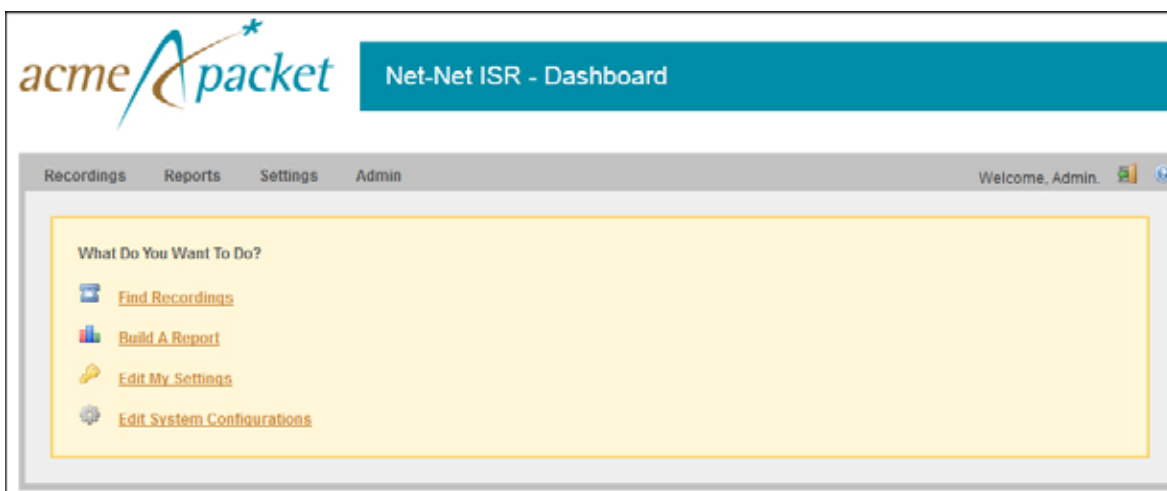 acme packet
Net-Net ISR - Dashboard
Recordings Reports Settings Admin Welcome, Admin.
What Do You Want To Do?
Find Recordings
Build A Report
Edit My Settings
Edit System Configurations